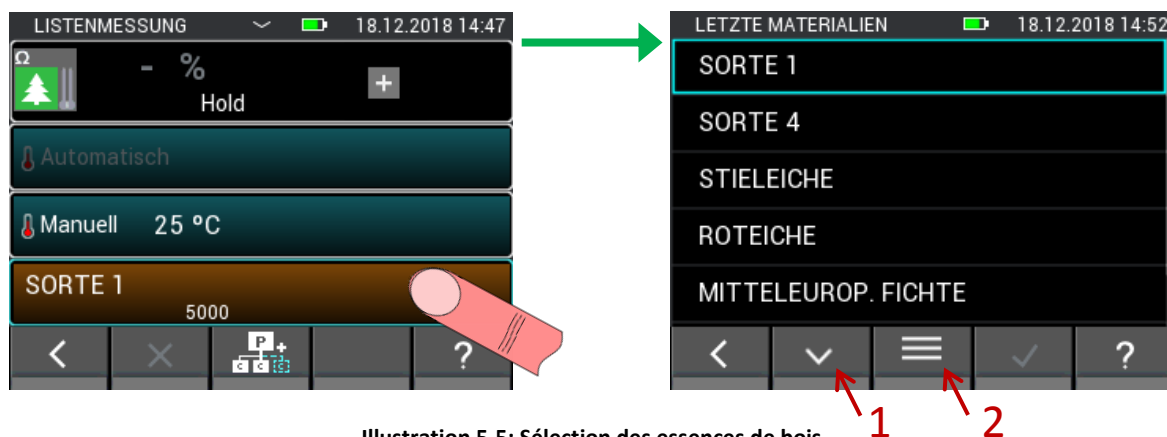 LISTENMESSUNG 18.12.2018 14:47
Ω
- %
Hold
+
Automatisch
Manuell 25 ºC
SORTE 1
5000
P +
C C C
?
LETZTE MATERIALIEN 18.12.2018 14:52
SORTE 1
SORTE 4
STIELEICHE
ROTEICHE
MITTELEUROP. FICHTE
?
1 2
Illustration 5-5: Sélection des essences de bois